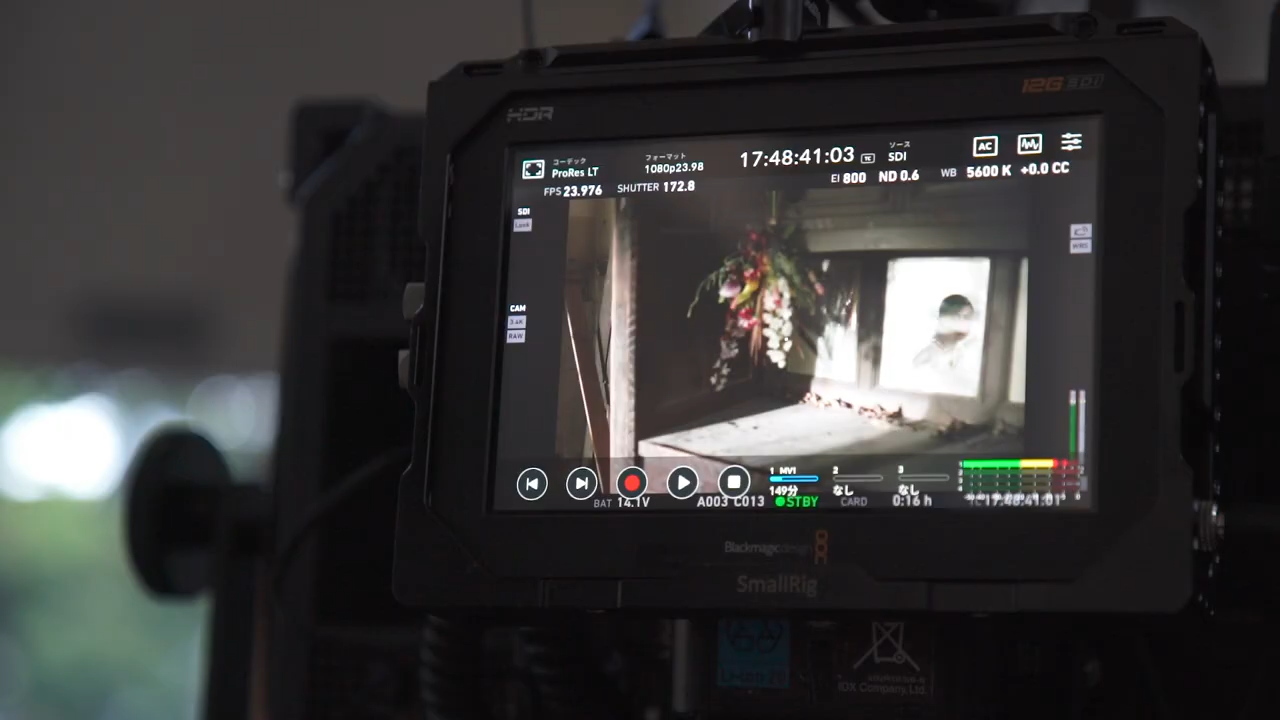 HDR
12G SDI
コーデック
ProRes LT
フォーマット
1080p23.98
17:48:41:03
TC
ソース
SDI
AC
FPS 23.976
SHUTTER 172.8
EI 800
ND 0.6
WB 5600 K
+0.0 CC
SDI
Look
CAM
RAW
1 MVI
149分
2
なし
3
なし
BAT 14.1V
A003 C013
STBY
CARD
0:16 h
TC 17:48:41:01
Blackmagicdesign
SmallRig
Li-ion 20
IDX Company, Ltd.